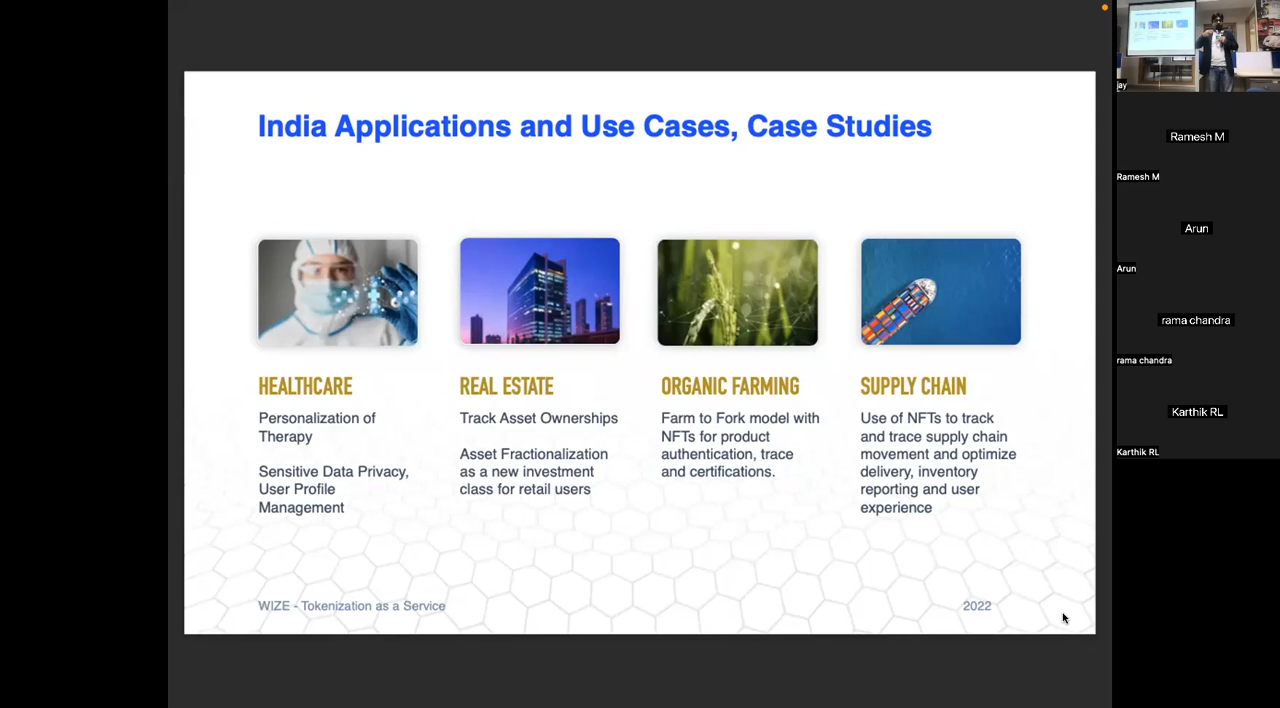 India Applications and Use Cases, Case Studies
HEALTHCARE
Personalization of
Therapy
Sensitive Data Privacy,
User Profile
Management
REAL ESTATE
Track Asset Ownerships
Asset Fractionalization
as a new investment
class for retail users
ORGANIC FARMING
Farm to Fork model with
NFTs for product
authentication, trace
and certifications.
SUPPLY CHAIN
Use of NFTs to track
and trace supply chain
movement and optimize
delivery, inventory
reporting and user
experience
WIZE - Tokenization as a Service
2022
jay
Ramesh M
Ramesh M
Arun
Arun
rama chandra
rama chandra
Karthik RL
Karthik RL